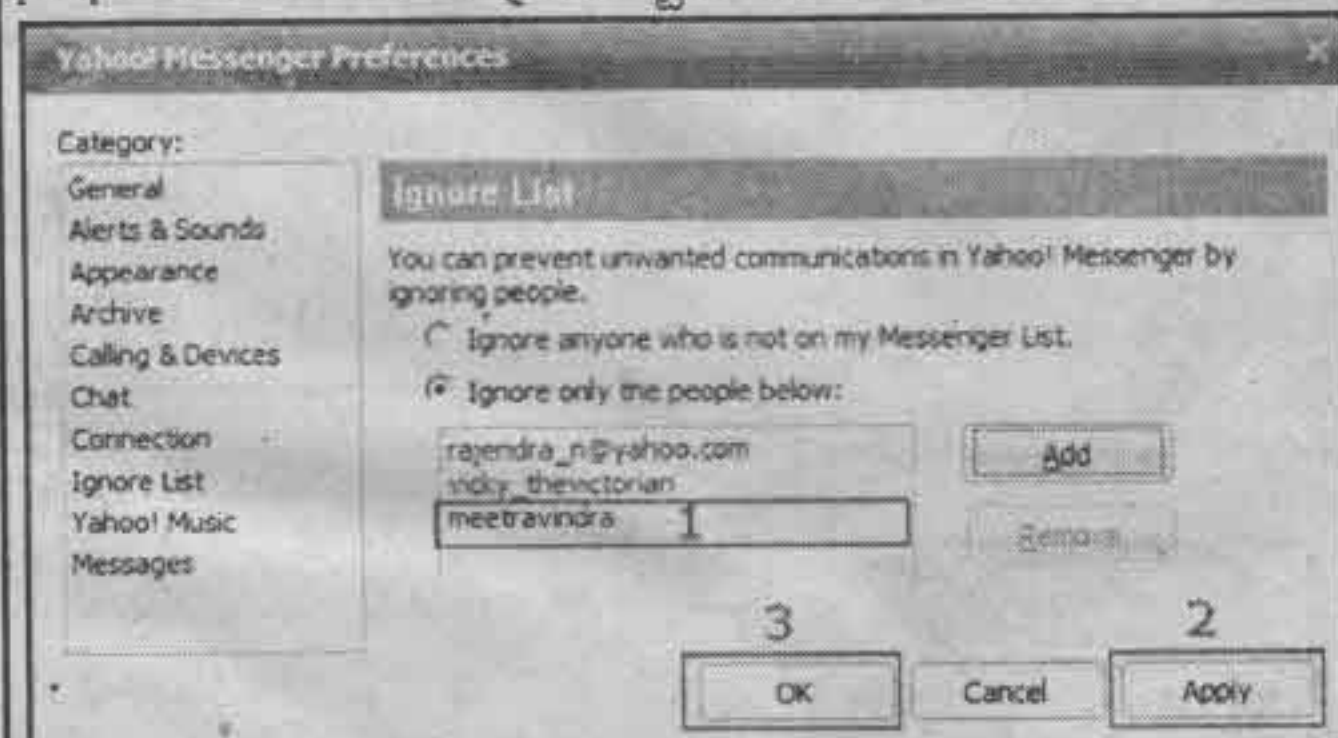 Yahoo! Messenger Preferences
Category:
General
Alerts & Sounds
Appearance
Archive
Calling & Devices
Chat
Connection
Ignore List
Yahoo! Music
Messages
Ignore List
You can prevent unwanted communications in Yahoo! Messenger by
ignoring people.
Ignore anyone who is not on my Messenger List.
Ignore only the people below:
rajendra_n@yahoo.com
vicky_thevictorian
meetravindra 1
Add
Remove
3
2
OK
Cancel
Apply